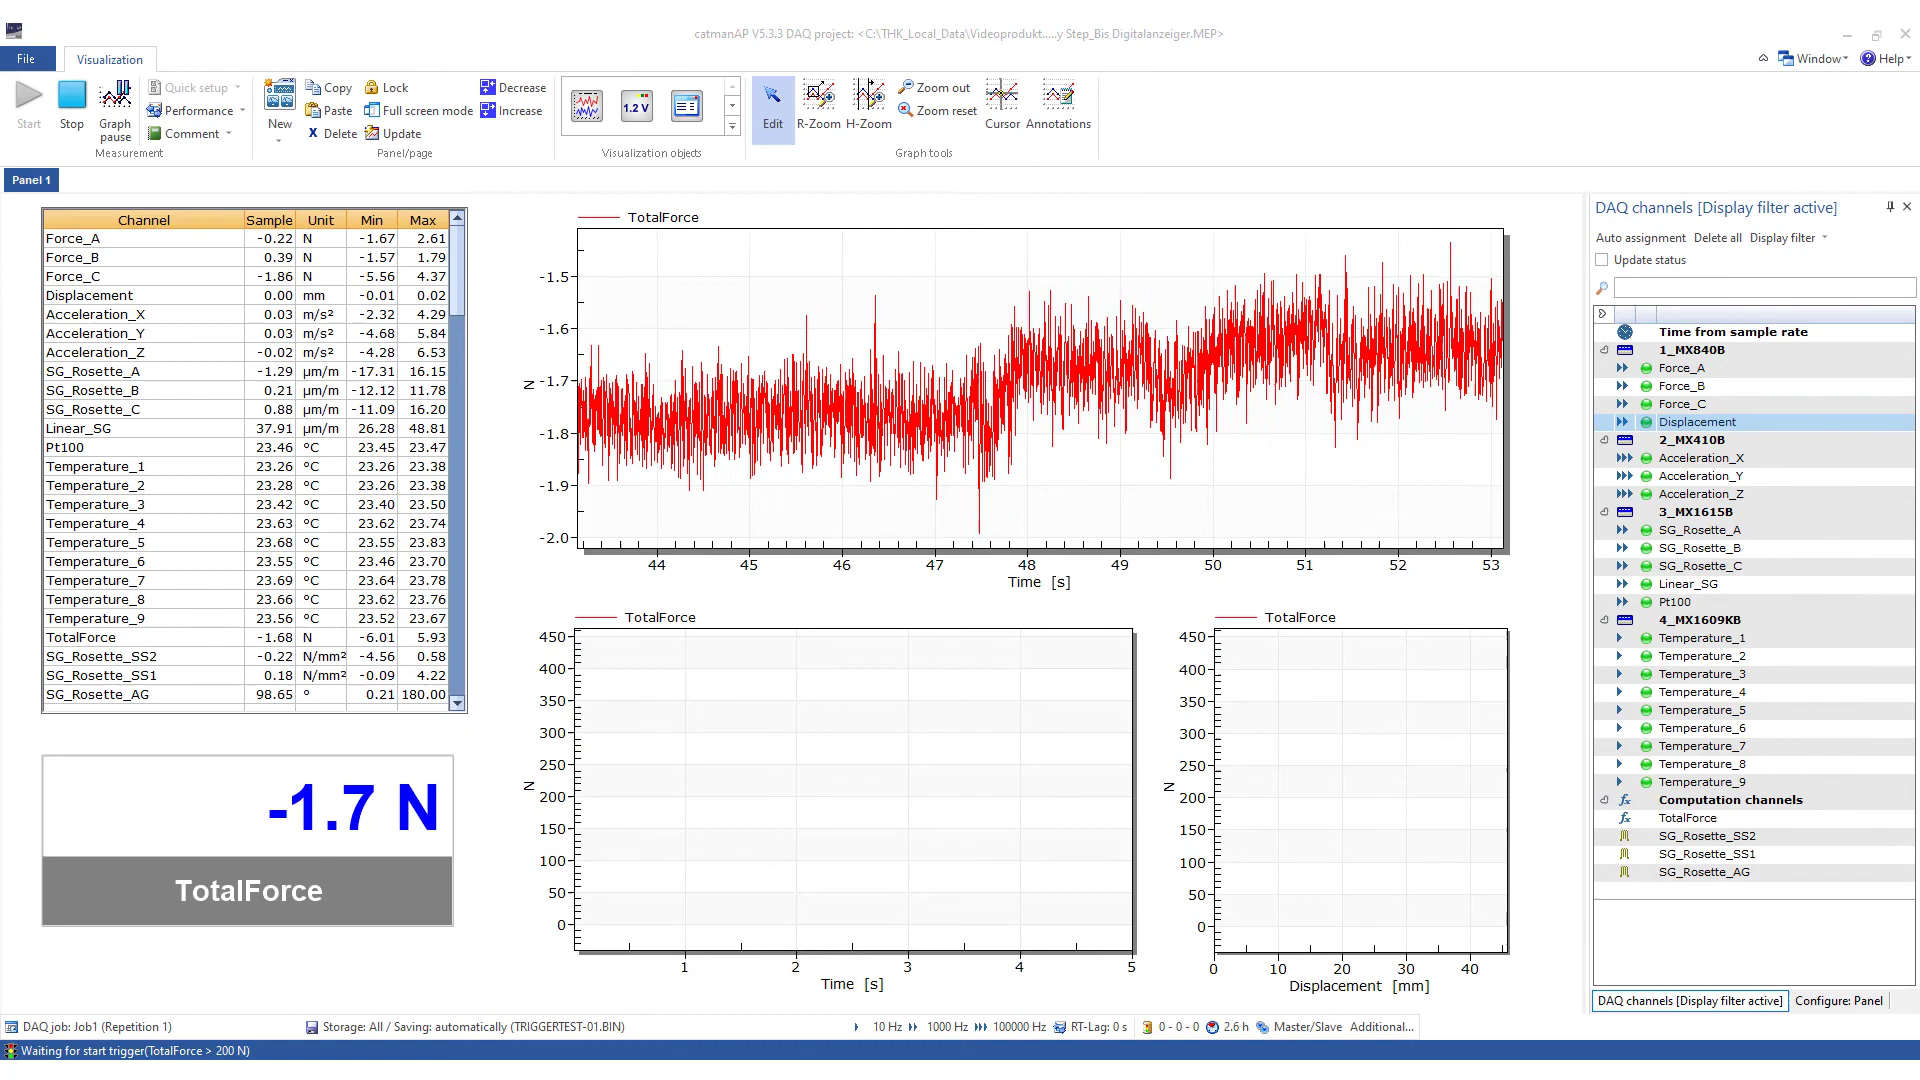 catmanAP V5.3.3 DAQ project: <C:\THK_Local_Data\Videoprodukt.....y Step_Bis Digitalanzeiger.MEP>
File Visualization Window Help
Start Stop Graph pause Quick setup Performance Comment
Measurement
New Copy Paste Delete Lock Full screen mode Update Decrease Increase
Panel/page
1.2 V
Visualization objects
Edit R-Zoom H-Zoom Zoom out Zoom reset Cursor Annotations
Graph tools
Panel 1
Channel Sample Unit Min Max
Force_A -0.22 N -1.67 2.61
Force_B 0.39 N -1.57 1.79
Force_C -1.86 N -5.56 4.37
Displacement 0.00 mm -0.01 0.02
Acceleration_X 0.03 m/s² -2.32 4.29
Acceleration_Y 0.03 m/s² -4.68 5.84
Acceleration_Z -0.02 m/s² -4.28 6.53
SG_Rosette_A -1.29 µm/m -17.31 16.15
SG_Rosette_B 0.21 µm/m -12.12 11.78
SG_Rosette_C 0.88 µm/m -11.09 16.20
Linear_SG 37.91 µm/m 26.28 48.81
Pt100 23.46 °C 23.45 23.47
Temperature_1 23.26 °C 23.26 23.38
Temperature_2 23.28 °C 23.26 23.38
Temperature_3 23.42 °C 23.40 23.50
Temperature_4 23.63 °C 23.62 23.74
Temperature_5 23.68 °C 23.55 23.83
Temperature_6 23.55 °C 23.46 23.70
Temperature_7 23.69 °C 23.64 23.78
Temperature_8 23.66 °C 23.62 23.76
Temperature_9 23.56 °C 23.52 23.67
TotalForce -1.68 N -6.01 5.93
SG_Rosette_SS2 -0.22 N/mm² -4.56 0.58
SG_Rosette_SS1 0.18 N/mm² -0.09 4.22
SG_Rosette_AG 98.65 ° 0.21 180.00
-1.7 N
TotalForce
TotalForce
-1.5
-1.6
-1.7
-1.8
-1.9
-2.0
N
44 45 46 47 48 49 50 51 52 53
Time [s]
TotalForce
450
400
350
300
250
200
150
100
50
0
N
1 2 3 4 5
Time [s]
TotalForce
450
400
350
300
250
200
150
100
50
0
N
0 10 20 30 40
Displacement [mm]
DAQ channels [Display filter active]
Auto assignment Delete all Display filter
Update status
Time from sample rate
1_MX840B
Force_A
Force_B
Force_C
Displacement
2_MX410B
Acceleration_X
Acceleration_Y
Acceleration_Z
3_MX1615B
SG_Rosette_A
SG_Rosette_B
SG_Rosette_C
Linear_SG
Pt100
4_MX1609KB
Temperature_1
Temperature_2
Temperature_3
Temperature_4
Temperature_5
Temperature_6
Temperature_7
Temperature_8
Temperature_9
Computation channels
TotalForce
SG_Rosette_SS2
SG_Rosette_SS1
SG_Rosette_AG
DAQ channels [Display filter active] Configure: Panel
DAQ job: Job1 (Repetition 1) Storage: All / Saving: automatically (TRIGGERTEST-01.BIN) 10 Hz 1000 Hz 100000 Hz RT-Lag: 0 s 0 - 0 - 0 2.6 h Master/Slave Additional...
Waiting for start trigger(TotalForce > 200 N)